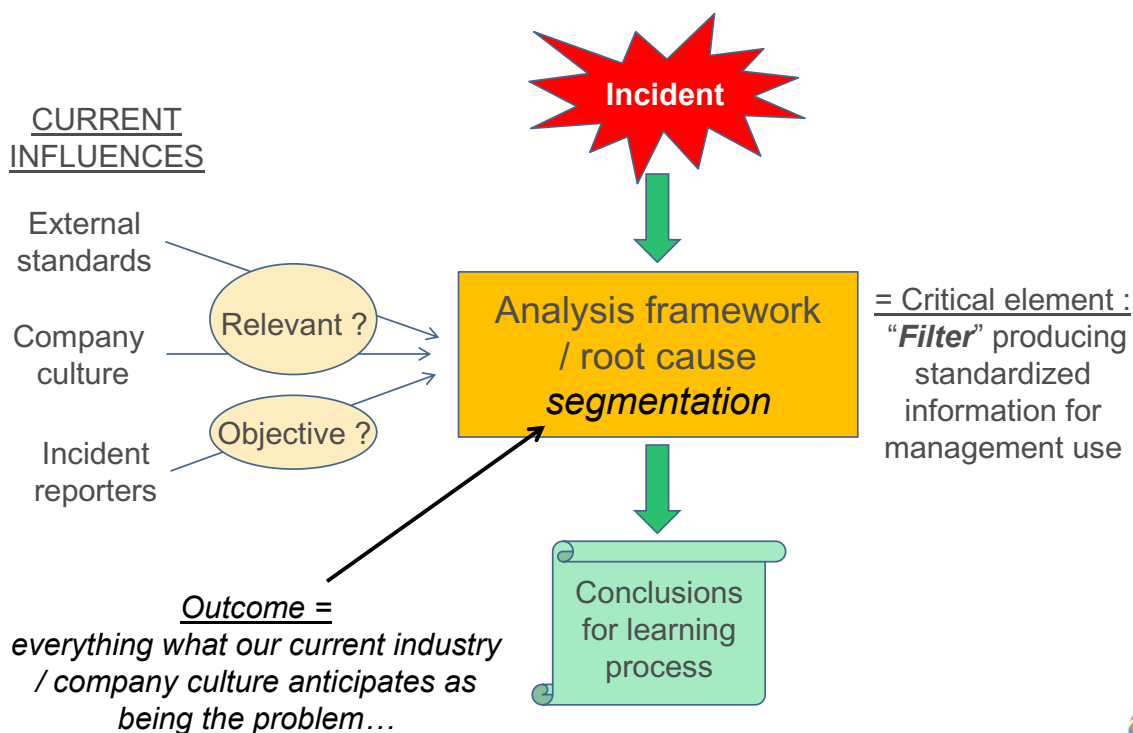 Incident
CURRENT
INFLUENCES
External
standards
Relevant ?
Company
culture
Objective ?
Incident
reporters
Analysis framework
/ root cause
segmentation
= Critical element :
“Filter” producing
standardized
information for
management use
Conclusions
for learning
process
Outcome =
everything what our current industry
/ company culture anticipates as
being the problem…